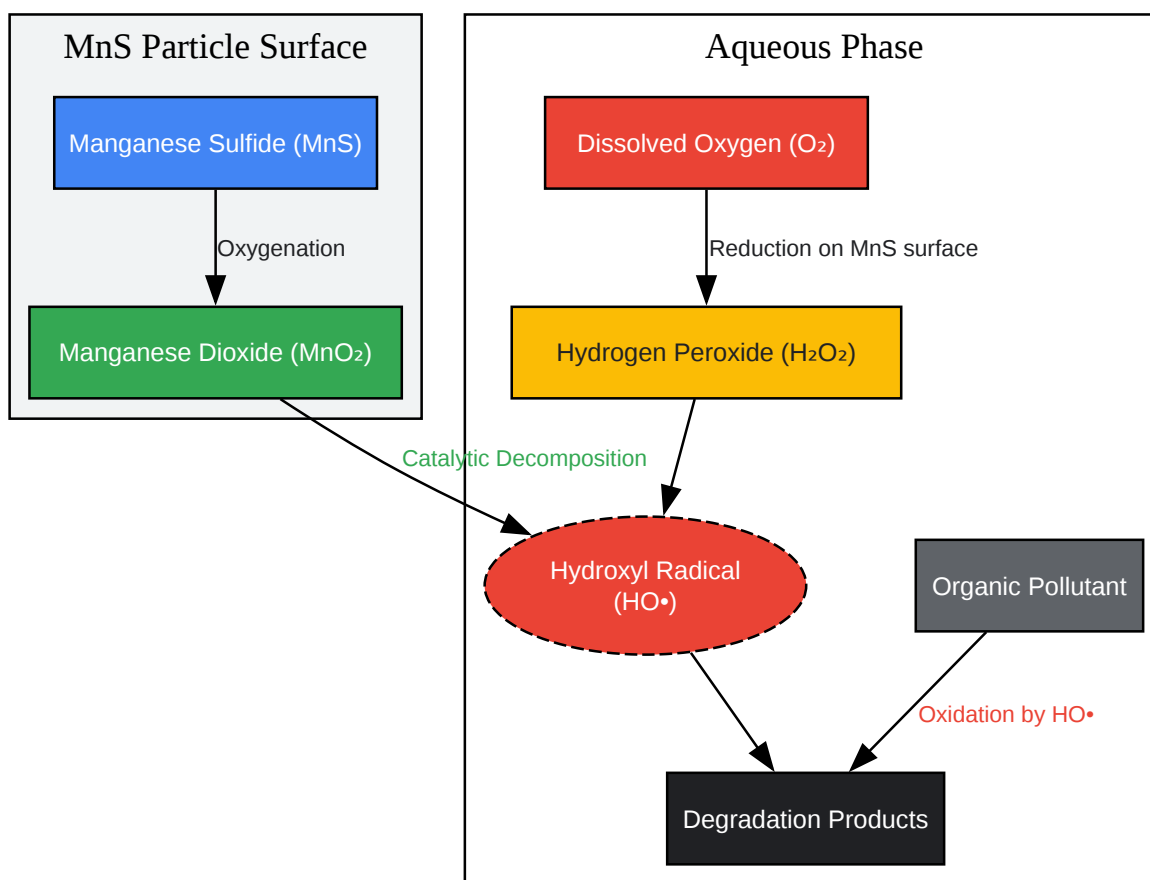 MnS Particle Surface
Aqueous Phase
Manganese Sulfide (MnS)
Dissolved Oxygen (O₂)
Oxygenation
Reduction on MnS surface
Manganese Dioxide (MnO₂)
Hydrogen Peroxide (H₂O₂)
Catalytic Decomposition
Hydroxyl Radical
(HO•)
Organic Pollutant
Oxidation by HO•
Degradation Products